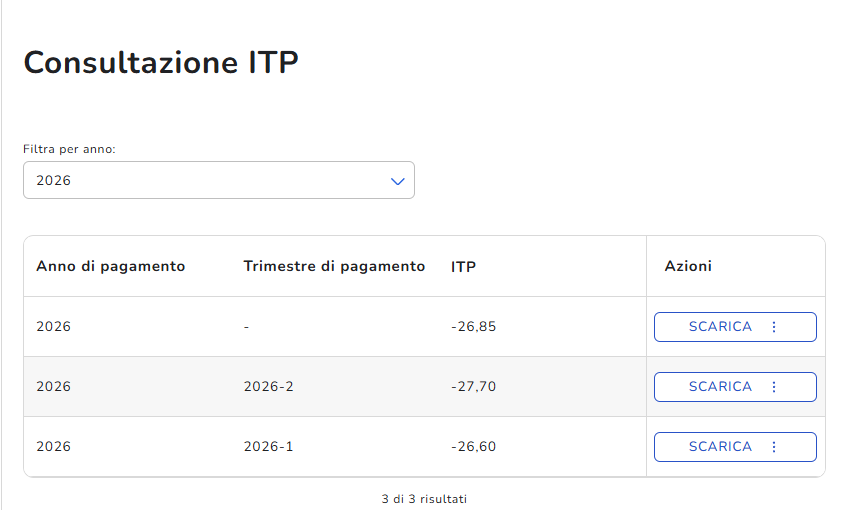 Consultazione ITP
Filtra per anno:
2026
Anno di pagamento Trimestre di pagamento ITP Azioni
2026 - -26,85 SCARICA
2026 2026-2 -27,70 SCARICA
2026 2026-1 -26,60 SCARICA
3 di 3 risultati